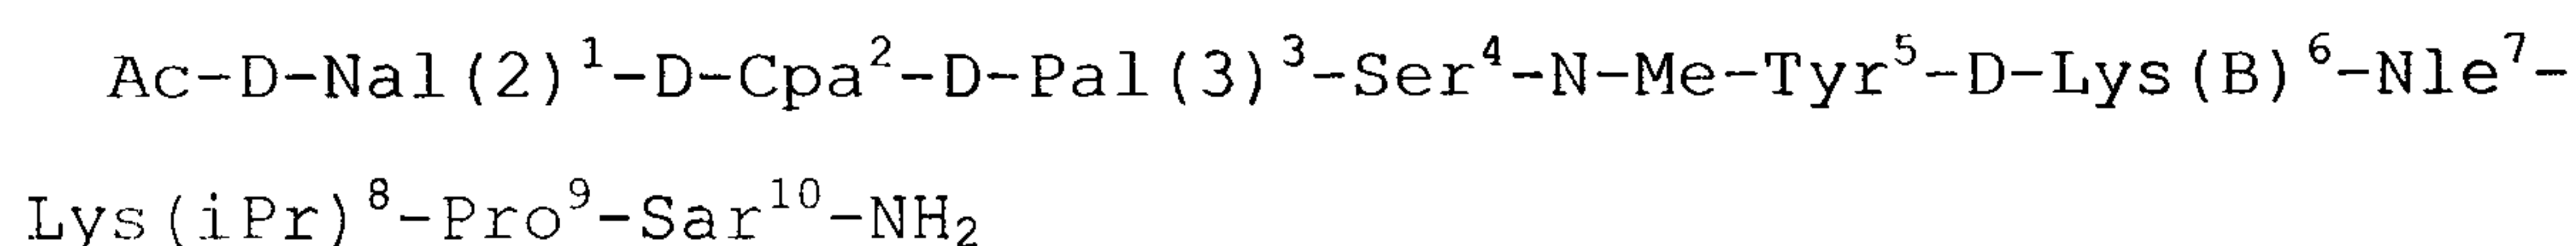 Ac-D-Nal(2)¹-D-Cpa²-D-Pal(3)³-Ser⁴-N-Me-Tyr⁵-D-Lys(B)⁶-Nle⁷-
Lys(iPr)⁸-Pro⁹-Sar¹⁰-NH₂